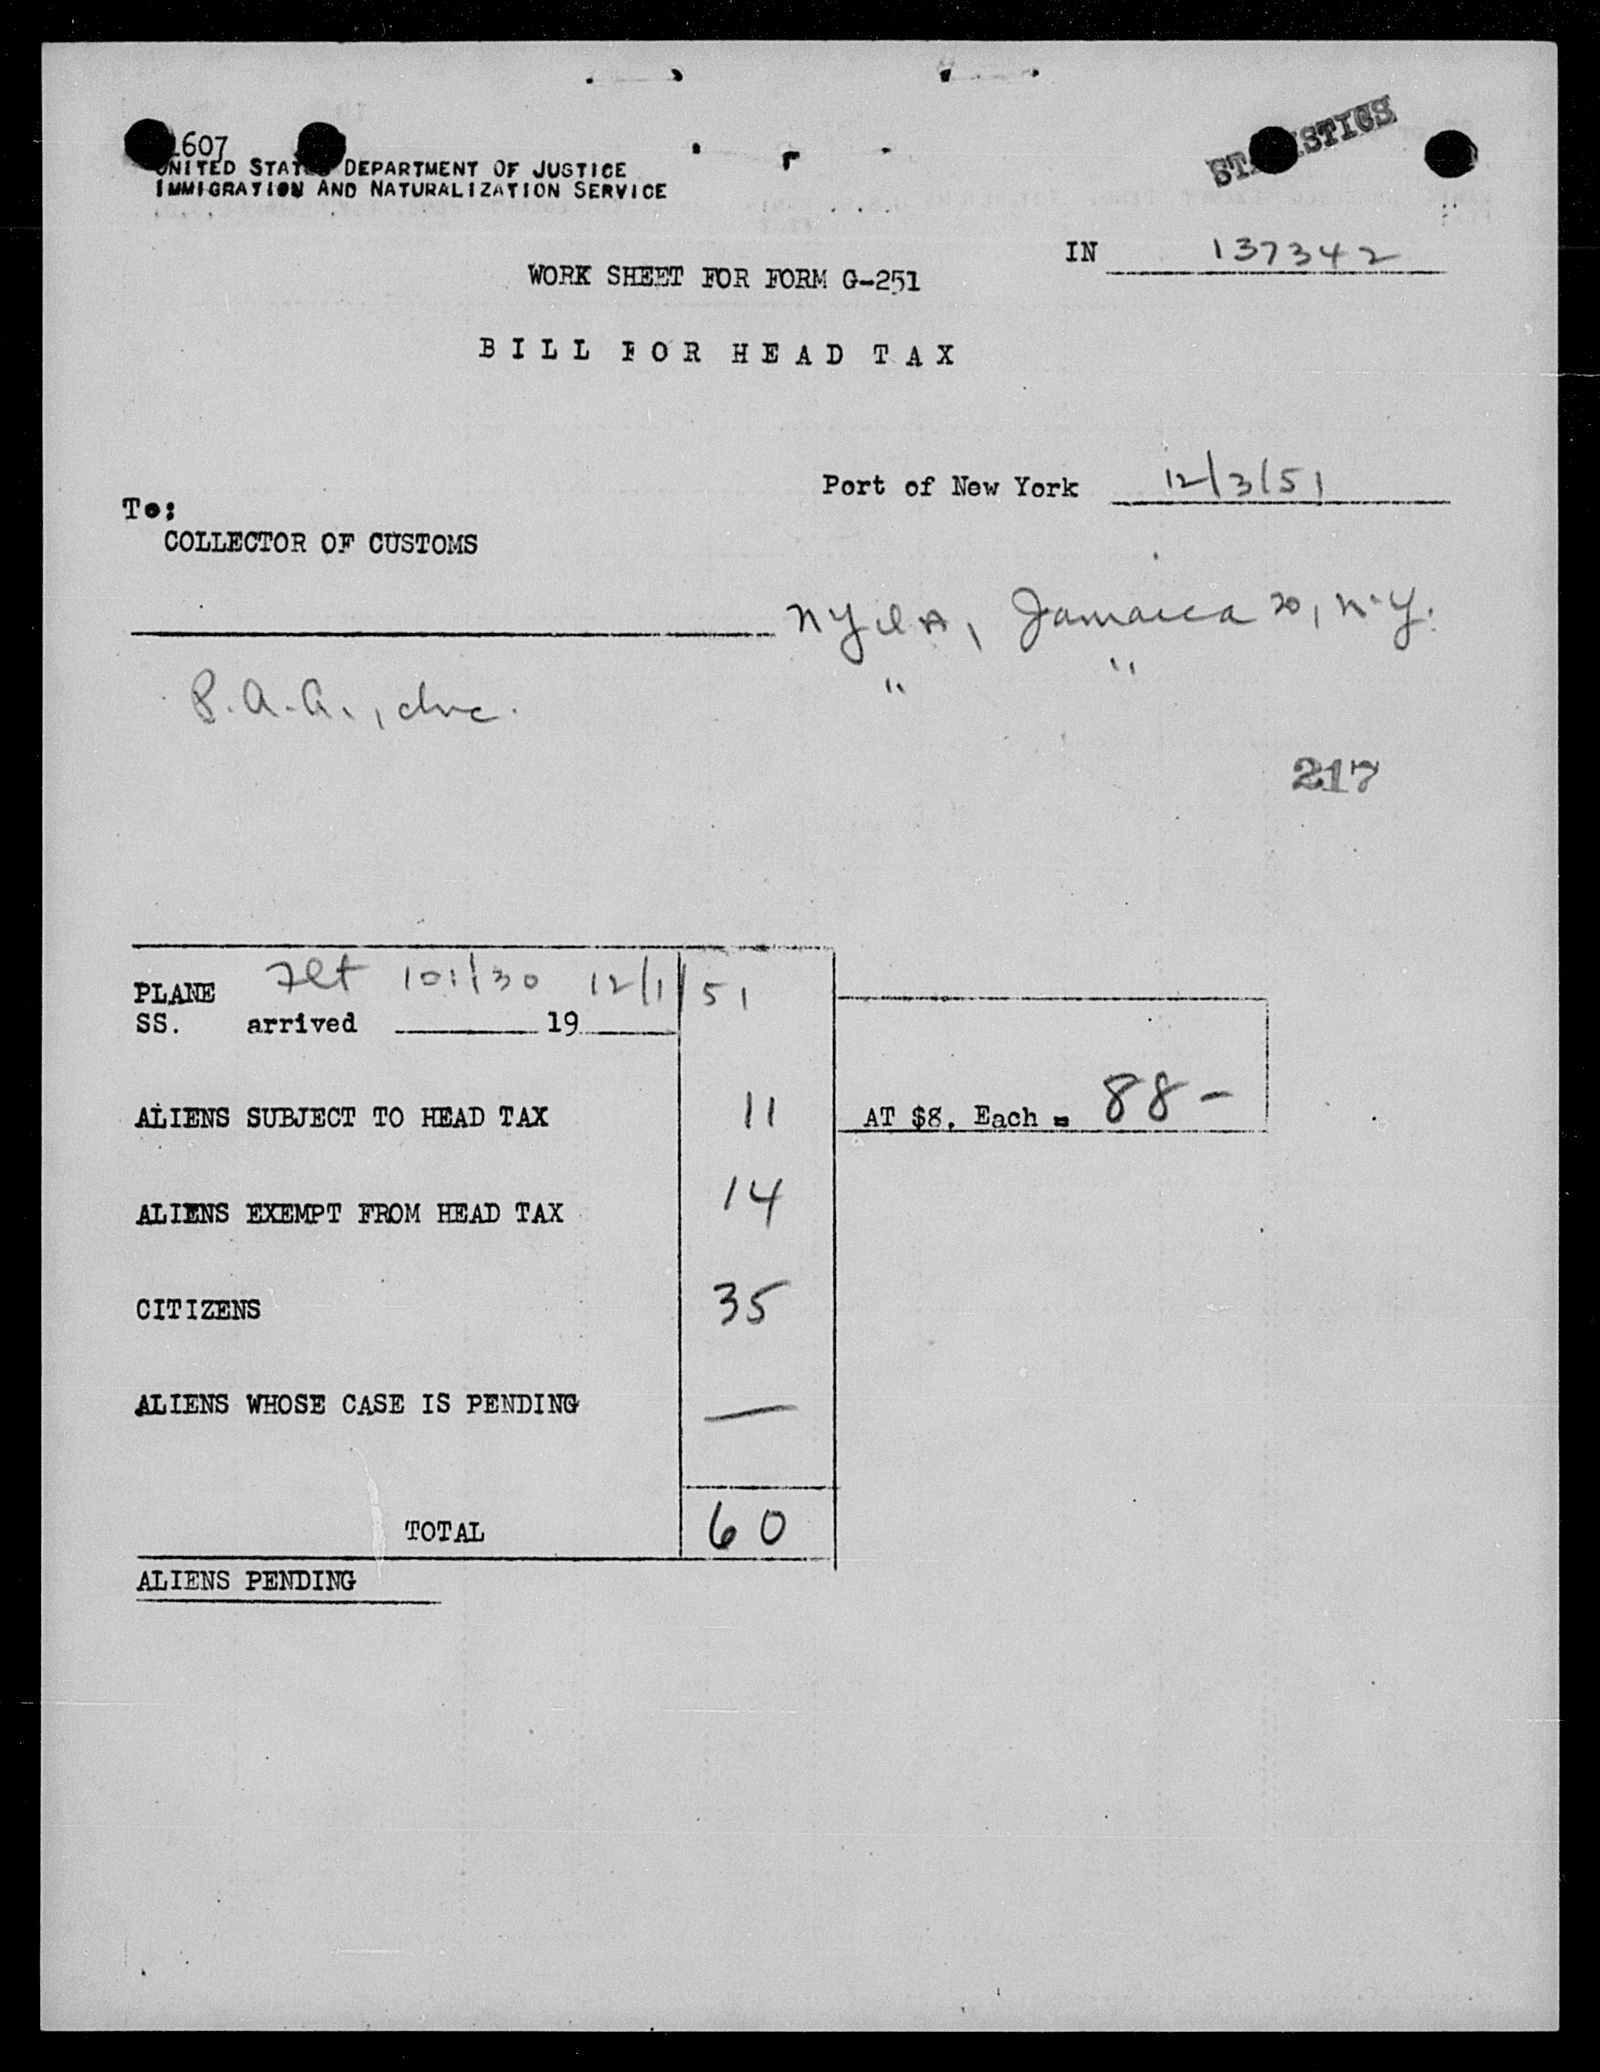 1607
UNITED STATES DEPARTMENT OF JUSTICE
IMMIGRATION AND NATURALIZATION SERVICE
STATISTICS
IN 137342
WORK SHEET FOR FORM G-251
BILL FOR HEAD TAX
Port of New York 12/3/51
To:
COLLECTOR OF CUSTOMS
NYIA, Jamaica 20, N.Y.
P.A.A., Inc. " "
217
PLANE Flt 101/30 12/1/51
SS. arrived 19
ALIENS SUBJECT TO HEAD TAX 11 AT $8. Each = 88-
ALIENS EXEMPT FROM HEAD TAX 14
CITIZENS 35
ALIENS WHOSE CASE IS PENDING —
TOTAL 60
ALIENS PENDING